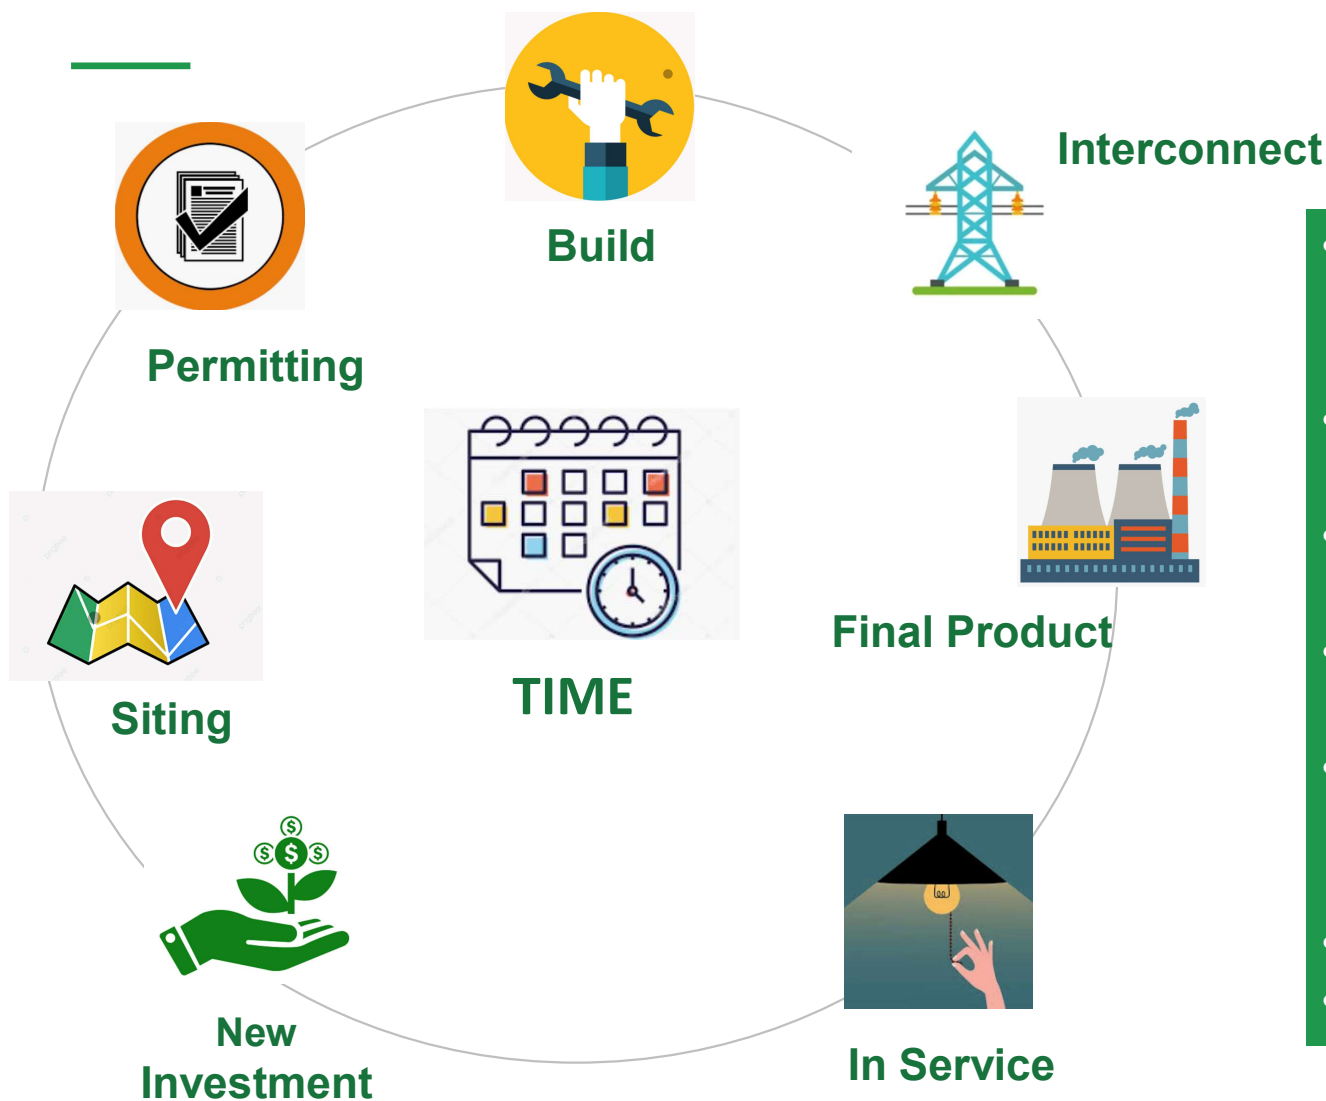 Build
Interconnect
Permitting
Final Product
TIME
Siting
$
$ $ $
New
Investment
In Service